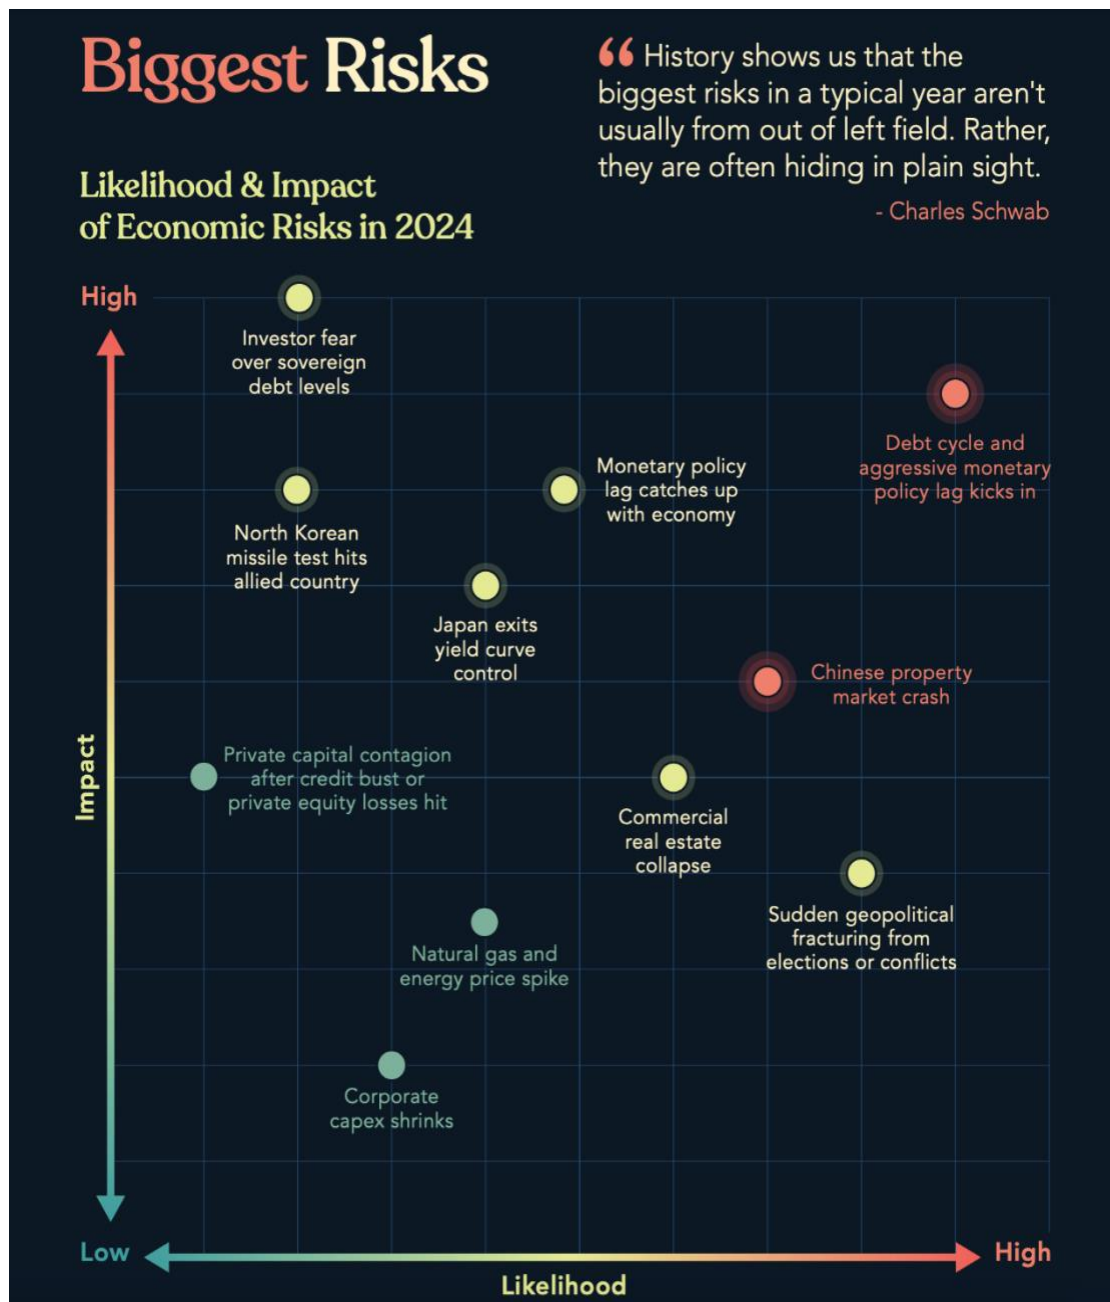 Biggest Risks
“ History shows us that the
biggest risks in a typical year aren't
usually from out of left field. Rather,
they are often hiding in plain sight.
- Charles Schwab
Likelihood & Impact
of Economic Risks in 2024
High
Investor fear
over sovereign
debt levels
Debt cycle and
aggressive monetary
policy lag kicks in
Monetary policy
lag catches up
with economy
North Korean
missile test hits
allied country
Japan exits
yield curve
control
Chinese property
market crash
Impact
Private capital contagion
after credit bust or
private equity losses hit
Commercial
real estate
collapse
Sudden geopolitical
fracturing from
elections or conflicts
Natural gas and
energy price spike
Corporate
capex shrinks
Low
High
Likelihood